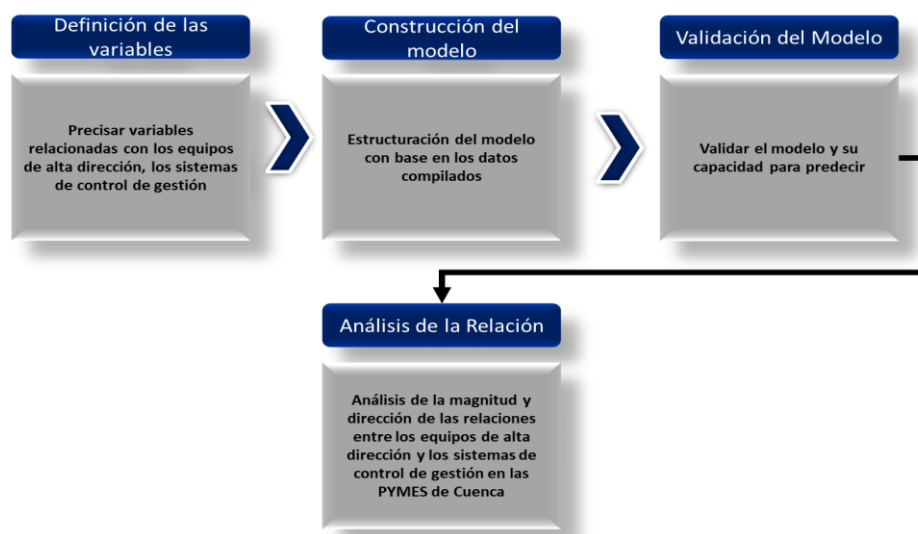 Definición de las
variables
Precisar variables
relacionadas con los equipos
de alta dirección, los sistemas
de control de gestión
Construcción del
modelo
Estructuración del modelo
con base en los datos
compilados
Validación del Modelo
Validar el modelo y su
capacidad para predecir
Análisis de la Relación
Análisis de la magnitud y
dirección de las relaciones
entre los equipos de alta
dirección y los sistemas de
control de gestión en las
PYMES de Cuenca